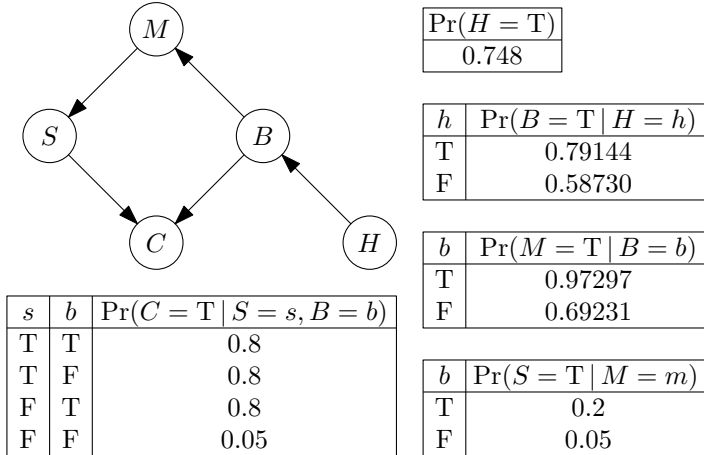 M
S
B
C
H
Pr(H = T)
0.748
h Pr(B = T | H = h)
T 0.79144
F 0.58730
b Pr(M = T | B = b)
T 0.97297
F 0.69231
s b Pr(C = T | S = s, B = b)
T T 0.8
T F 0.8
F T 0.8
F F 0.05
b Pr(S = T | M = m)
T 0.2
F 0.05